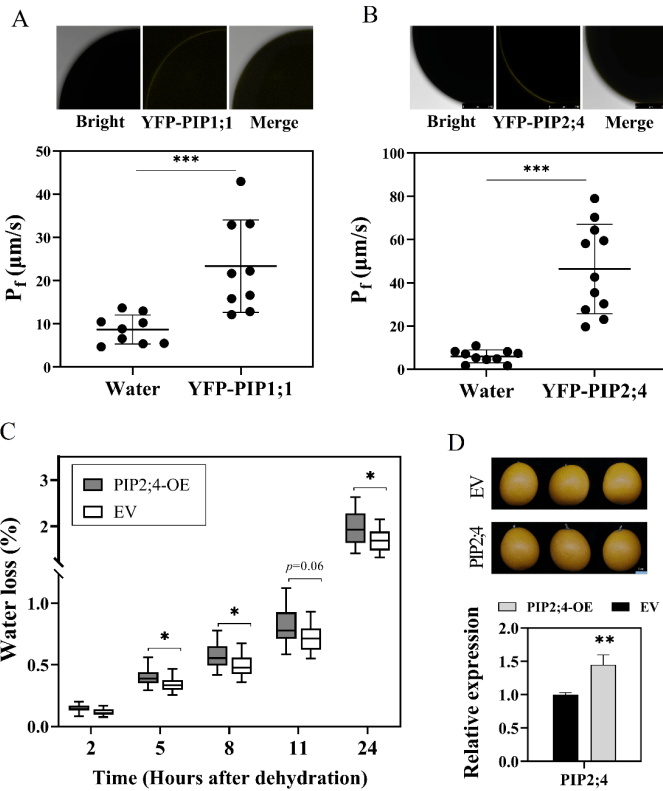 A
Bright YFP-PIP1;1 Merge
***
50
40
30
20
10
0
Pf (μm/s)
Water YFP-PIP1;1
B
Bright YFP-PIP2;4 Merge
***
100
80
60
40
20
0
Pf (μm/s)
Water YFP-PIP2;4
C
PIP2;4-OE
EV
*
*
*
p=0.06
3
2
1.0
0.5
0.0
Water loss (%)
2 5 8 11 24
Time (Hours after dehydration)
D
EV
PIP2;4
PIP2;4-OE EV
**
2.0
1.5
1.0
0.5
0.0
Relative expression
PIP2;4